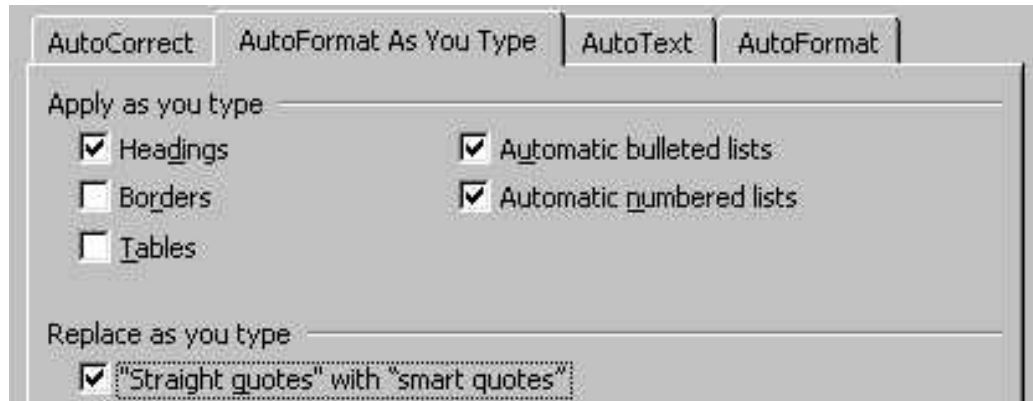 AutoCorrect AutoFormat As You Type AutoText AutoFormat
Apply as you type
Headings Automatic bulleted lists
Borders Automatic numbered lists
Tables
Replace as you type
"Straight quotes" with “smart quotes”